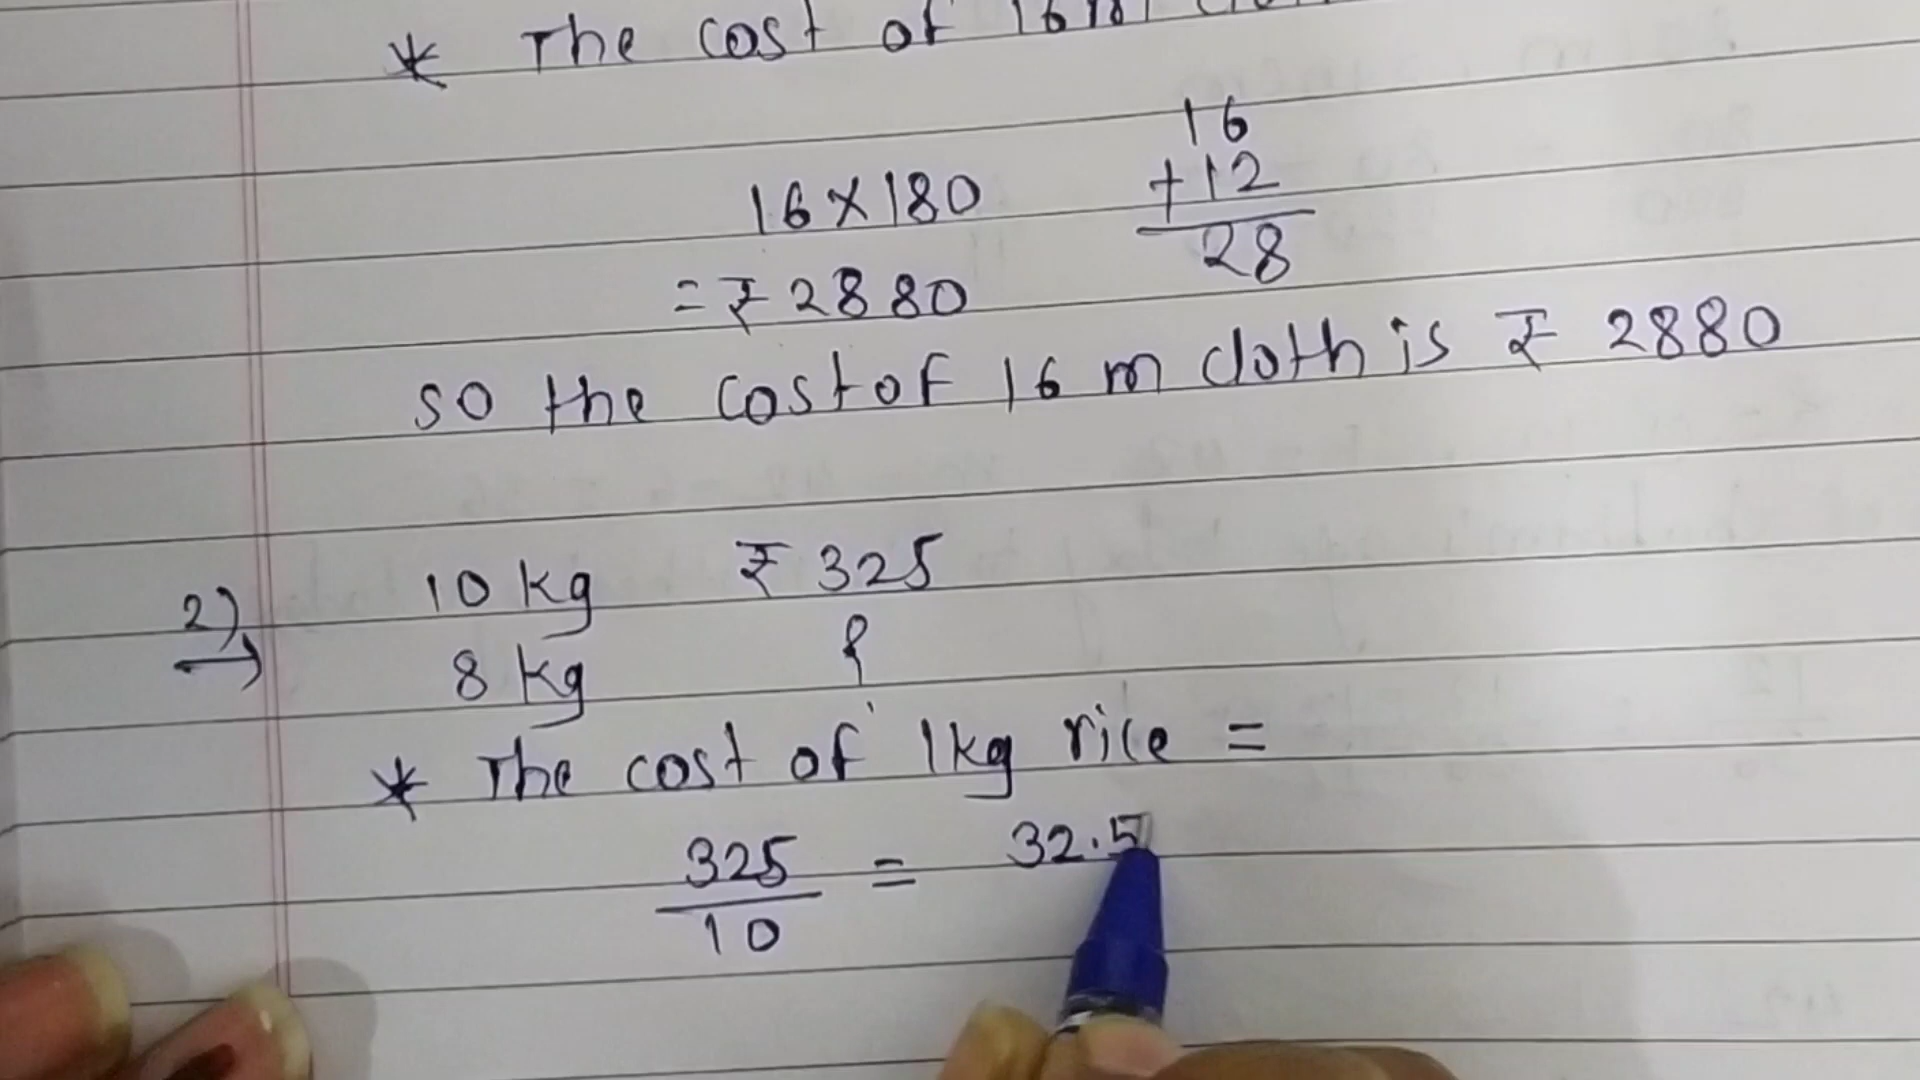 * The cost of 16 m
16
+12
28
16×180
=₹ 2880
so the cost of 16 m cloth is ₹ 2880
2)
→
10 kg ₹ 325
8 kg ?
* The cost of 1kg rice =
325
10
= 32.5